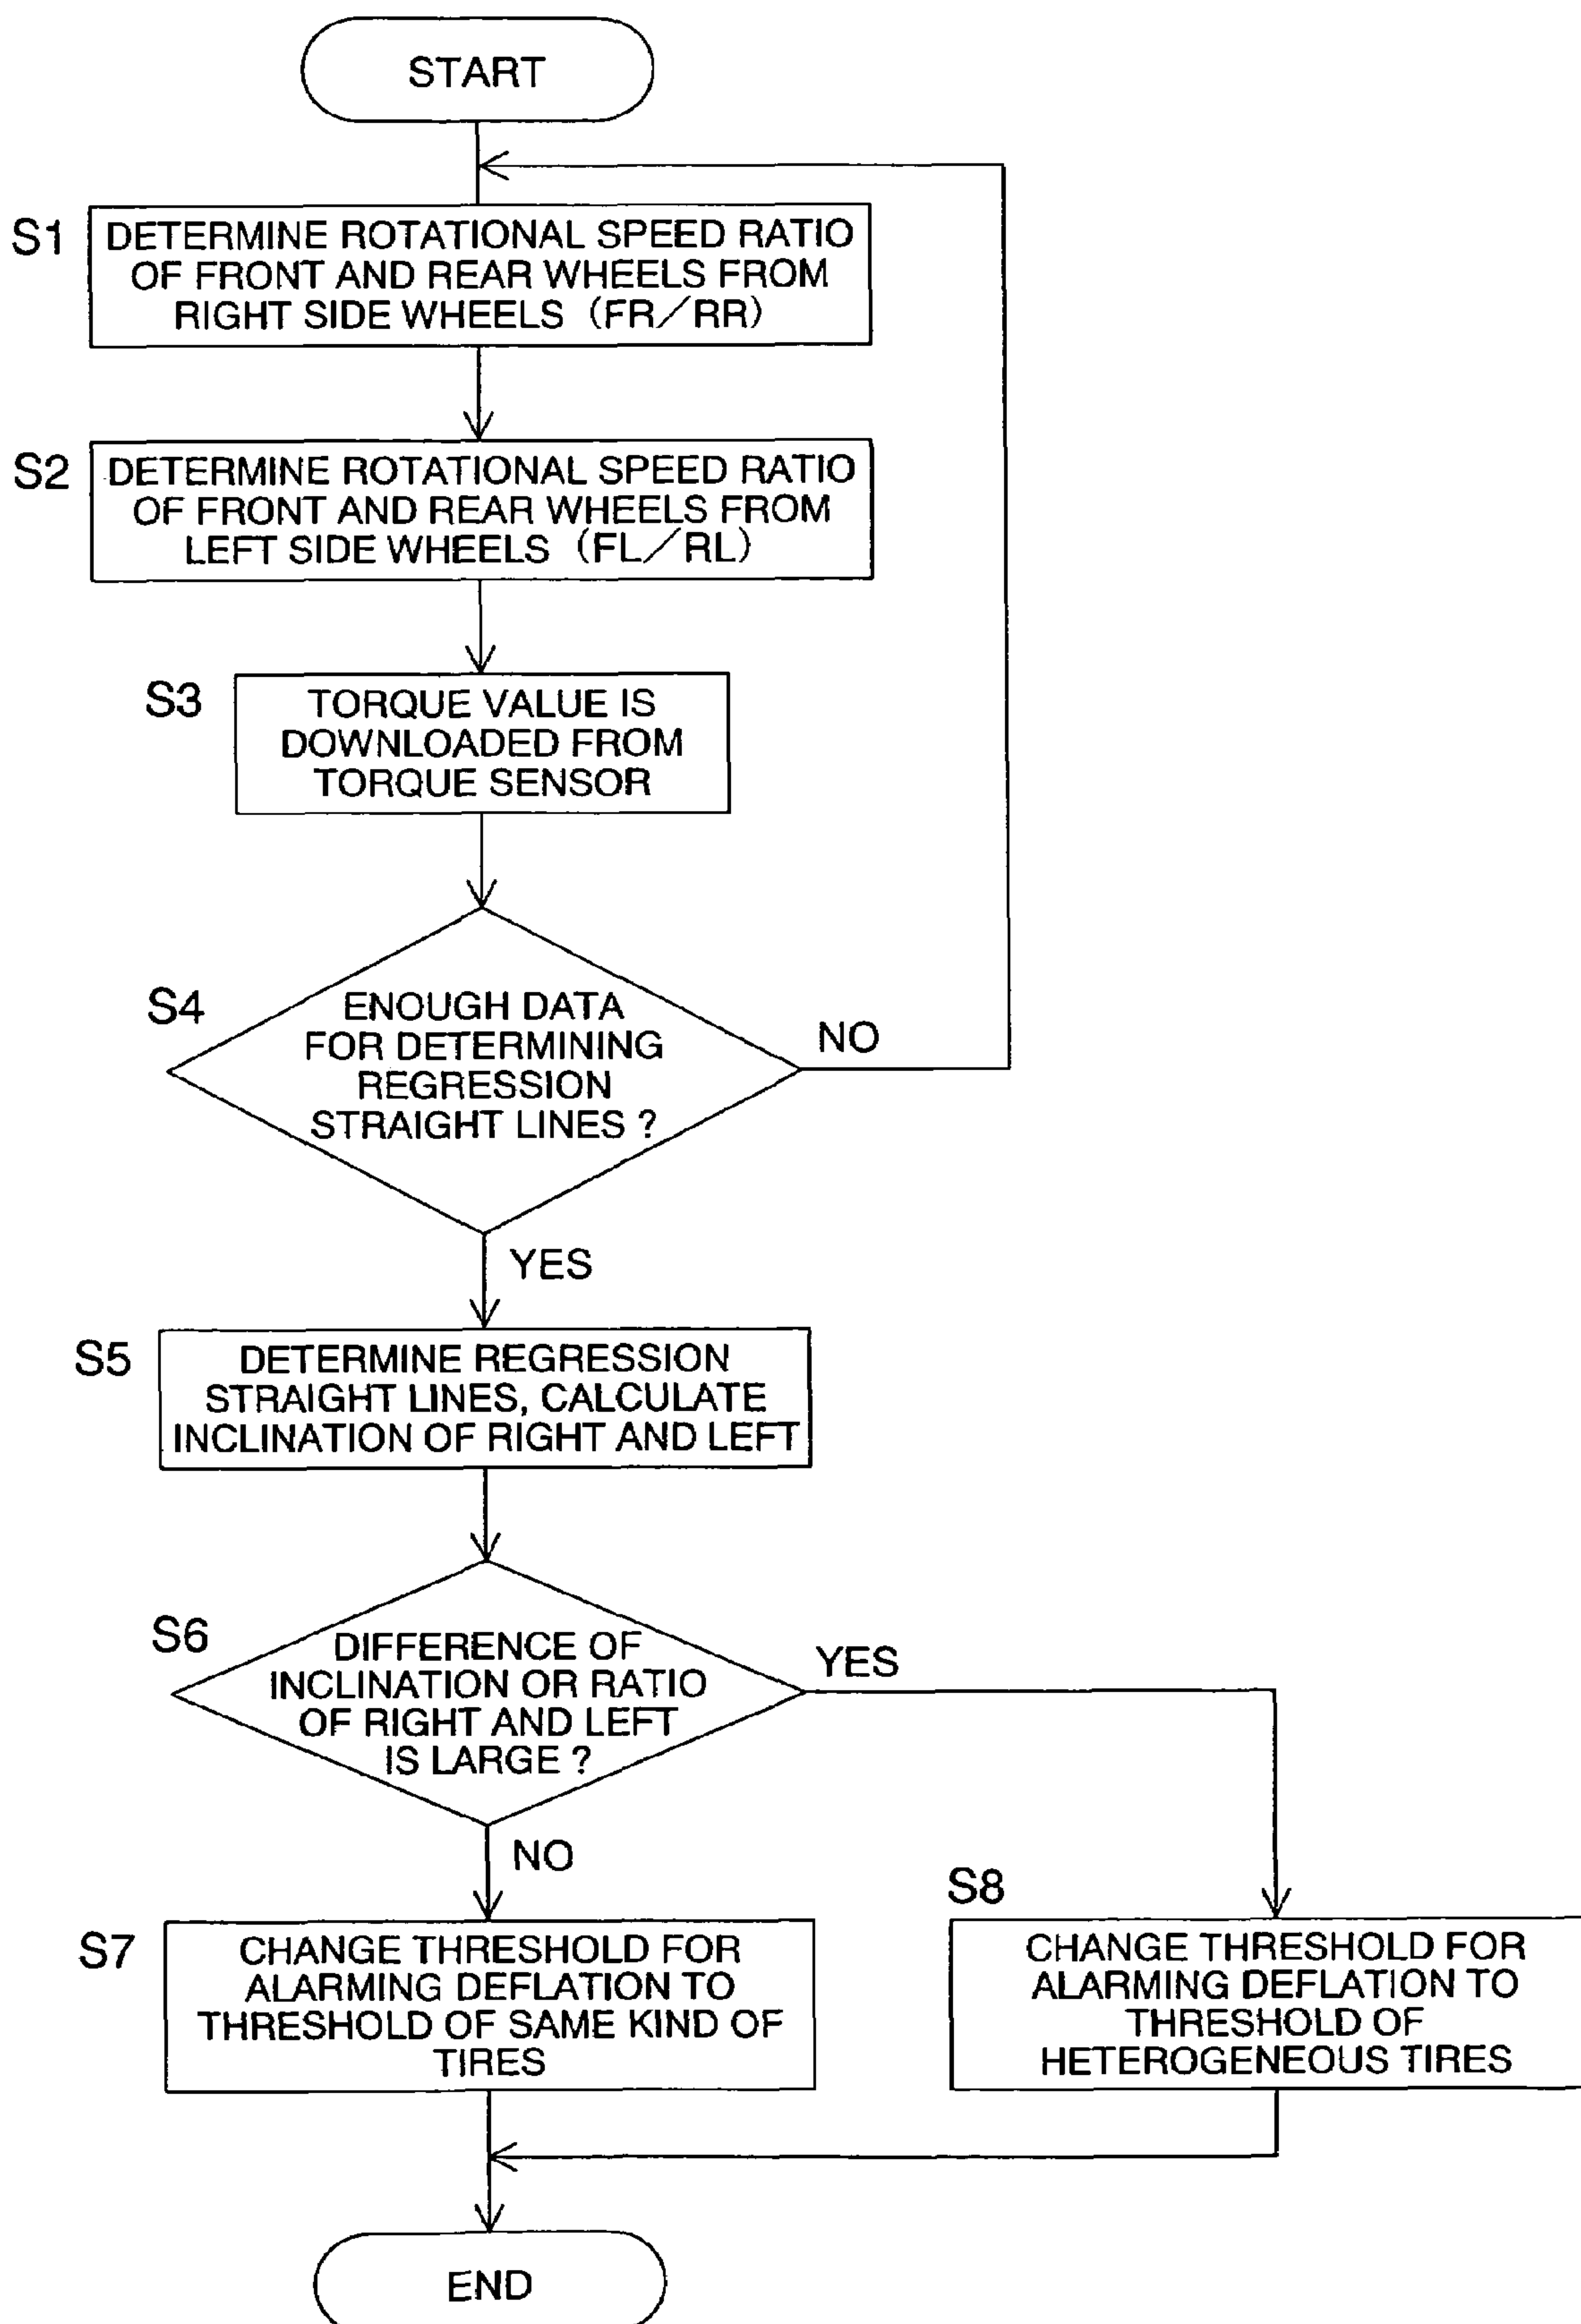 START
S1
DETERMINE ROTATIONAL SPEED RATIO
OF FRONT AND REAR WHEELS FROM
RIGHT SIDE WHEELS (FR/RR)
S2
DETERMINE ROTATIONAL SPEED RATIO
OF FRONT AND REAR WHEELS FROM
LEFT SIDE WHEELS (FL/RL)
S3
TORQUE VALUE IS
DOWNLOADED FROM
TORQUE SENSOR
S4
ENOUGH DATA
FOR DETERMINING
REGRESSION
STRAIGHT LINES ?
NO
YES
S5
DETERMINE REGRESSION
STRAIGHT LINES, CALCULATE
INCLINATION OF RIGHT AND LEFT
S6
DIFFERENCE OF
INCLINATION OR RATIO
OF RIGHT AND LEFT
IS LARGE ?
YES
NO
S7
CHANGE THRESHOLD FOR
ALARMING DEFLATION TO
THRESHOLD OF SAME KIND OF
TIRES
S8
CHANGE THRESHOLD FOR
ALARMING DEFLATION TO
THRESHOLD OF
HETEROGENEOUS TIRES
END